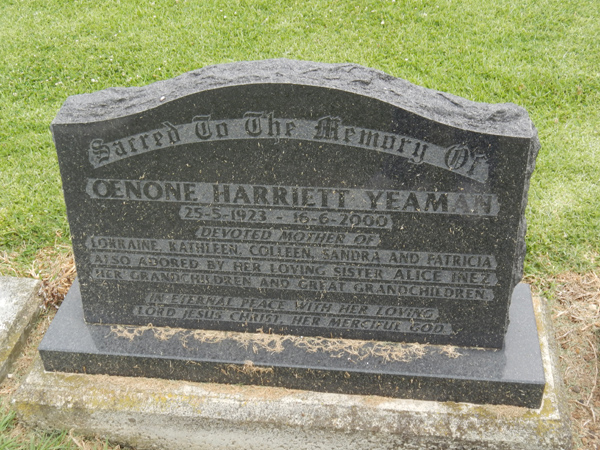 Sacred To The Memory Of
OENONE HARRIETT YEAMAN
25-5-1923 - 16-6-2000
DEVOTED MOTHER OF
LORRAINE, KATHLEEN, COLLEEN, SANDRA AND PATRICIA
ALSO ADORED BY HER LOVING SISTER ALICE INEZ
HER GRANDCHILDREN AND GREAT GRANDCHILDREN.
IN ETERNAL PEACE WITH HER LOVING
LORD JESUS CHRIST, HER MERCIFUL GOD